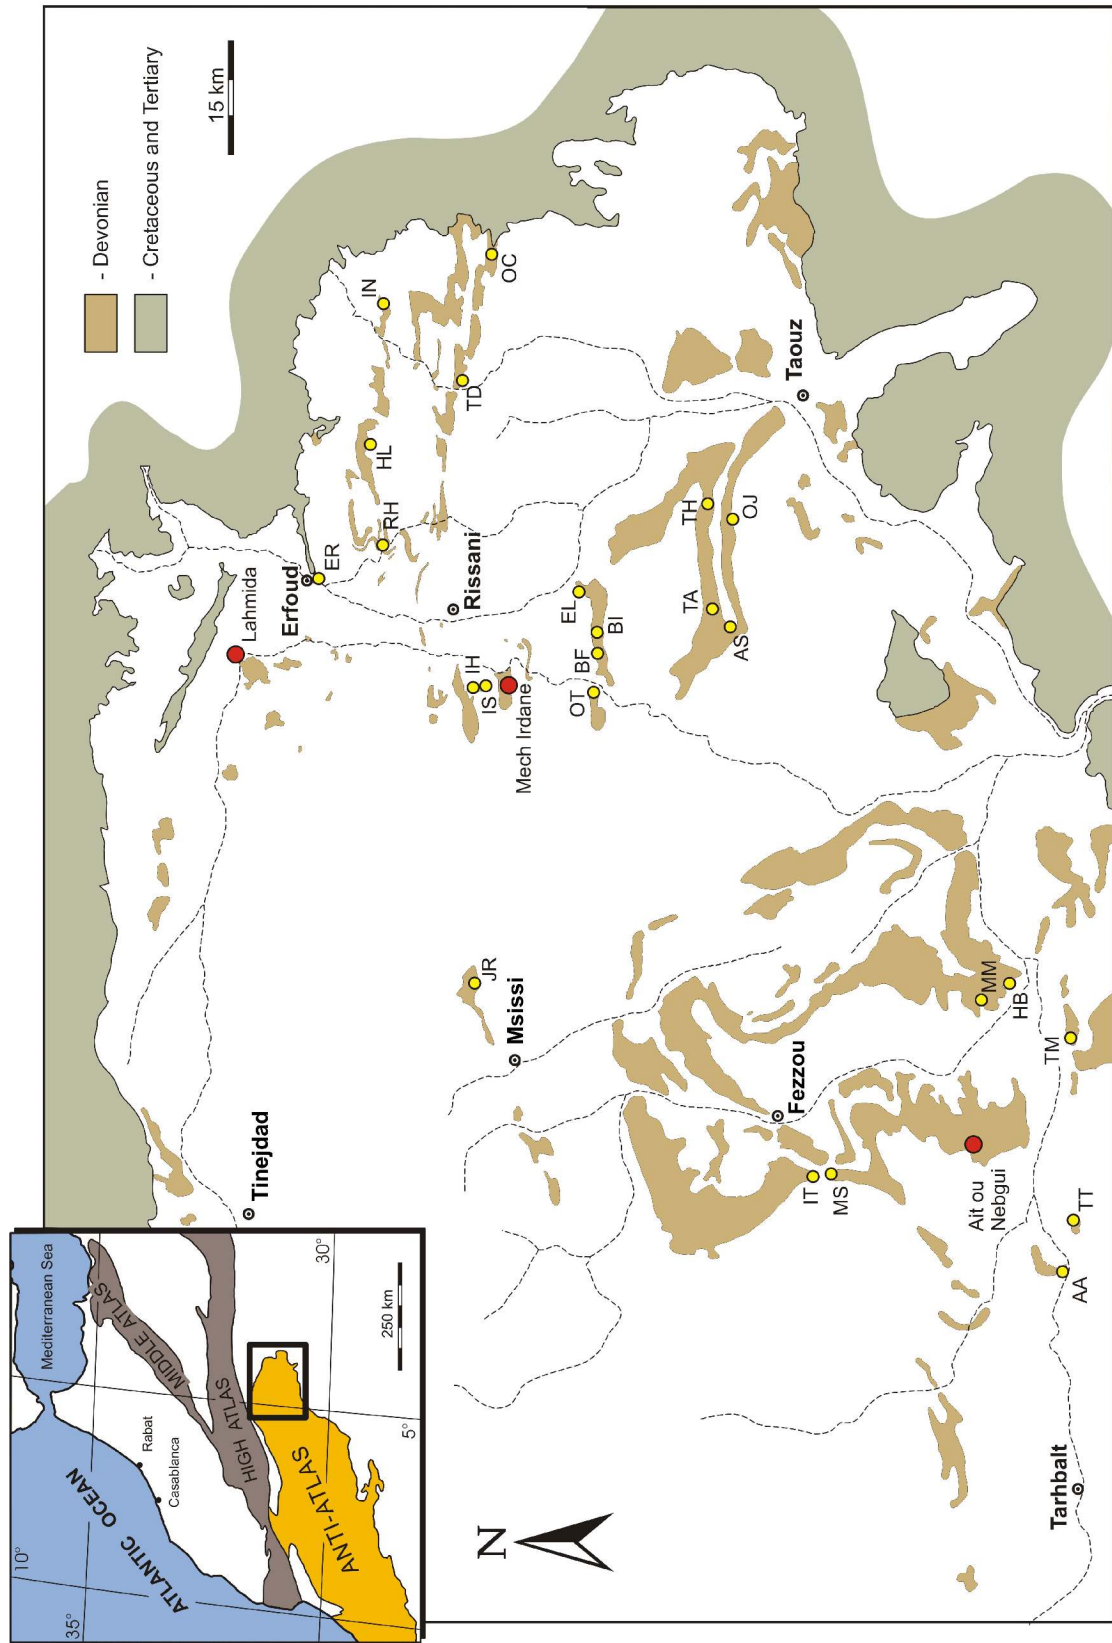 10°
5°
35°
30°
ATLANTIC OCEAN
Mediterranean Sea
Rabat
Casablanca
MIDDLE ATLAS
HIGH ATLAS
ANTI-ATLAS
250 km
N
- Devonian
- Cretaceous and Tertiary
15 km
Tinejdad
Lahmida
Erfoud
ER
RH
HL
IN
TD
OC
Rissani
IH
IS
Mech Irdane
JR
Msissi
OT
BF
BI
EL
TA
TH
AS
OJ
Taouz
Fezzou
IT
MS
Ait ou
Nebgui
MM
HB
TM
TT
AA
Tarhbalt